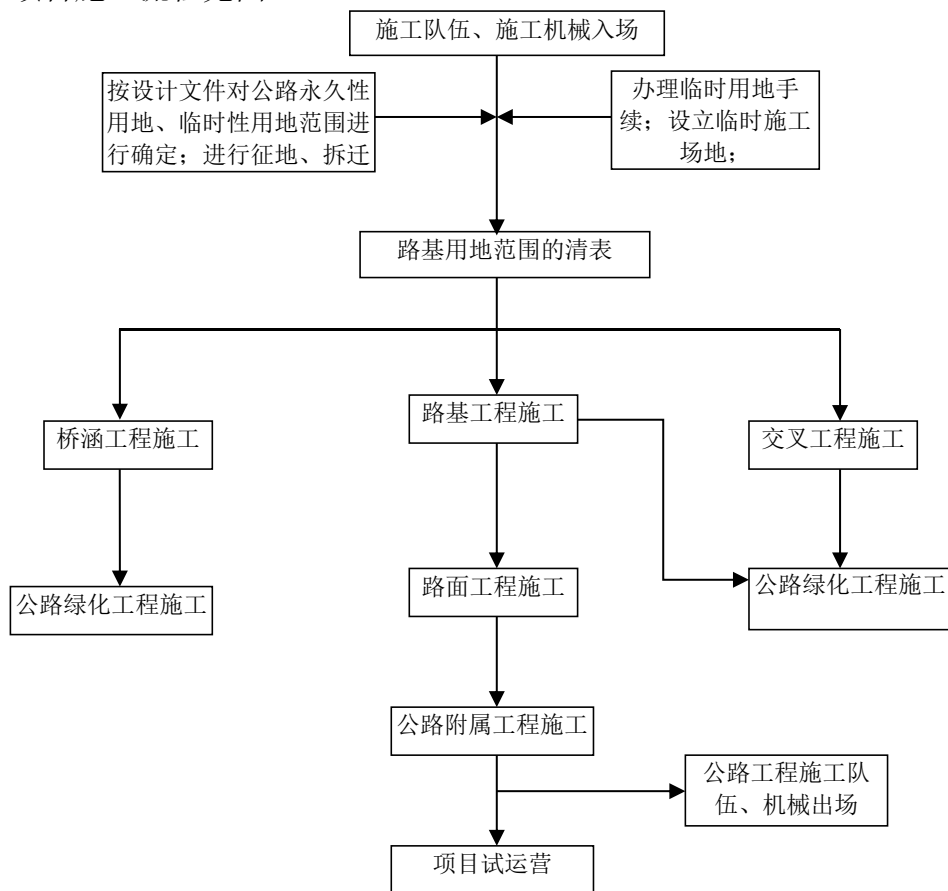 施工队伍、施工机械入场
按设计文件对公路永久性
用地、临时性用地范围进
行确定；进行征地、拆迁
办理临时用地手
续；设立临时施工
场地；
路基用地范围的清表
桥涵工程施工
路基工程施工
交叉工程施工
公路绿化工程施工
路面工程施工
公路绿化工程施工
公路附属工程施工
公路工程施工队
伍、机械出场
项目试运营